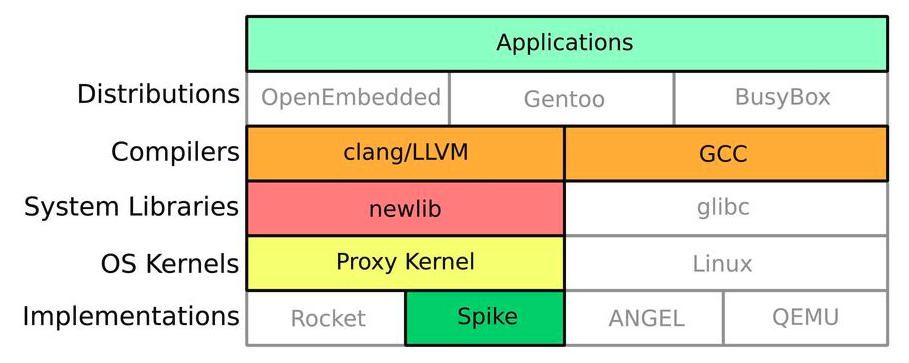 Applications
Distributions OpenEmbedded Gentoo BusyBox
Compilers clang/LLVM GCC
System Libraries newlib glibc
OS Kernels Proxy Kernel Linux
Implementations Rocket Spike ANGEL QEMU